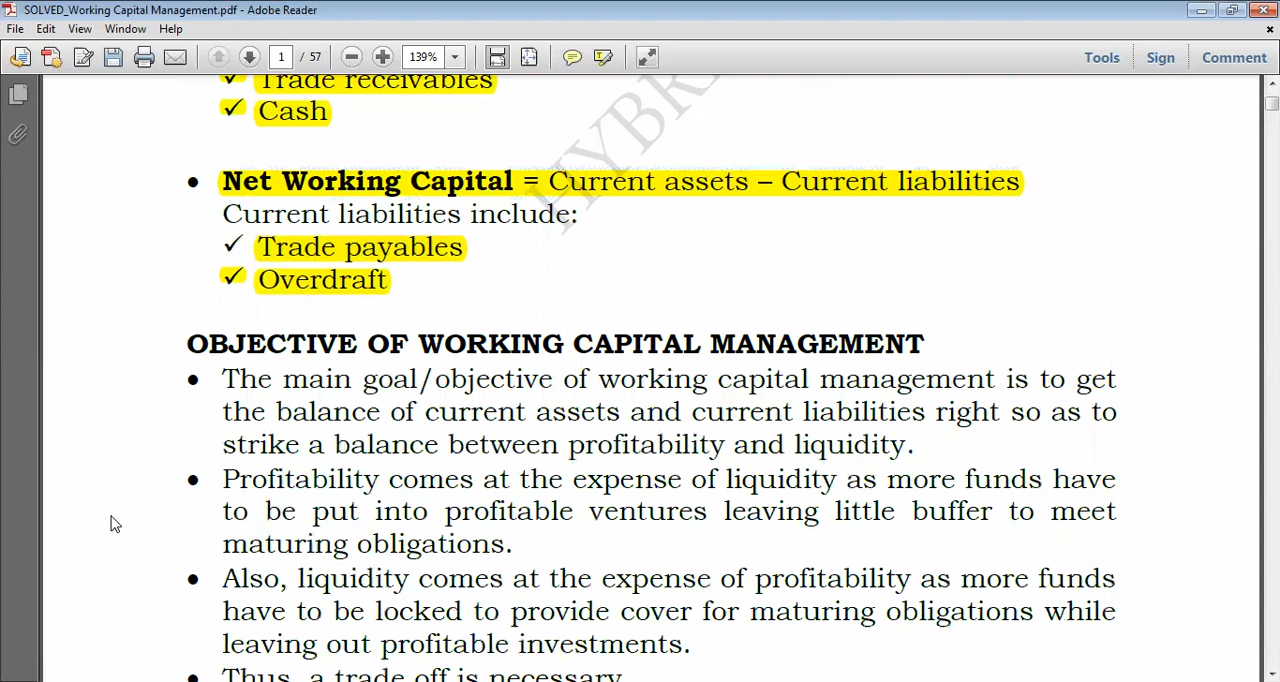 SOLVED_Working Capital Management.pdf - Adobe Reader
File Edit View Window Help
1 / 57 139% Tools Sign Comment
✓ Trade receivables
✓ Cash
• Net Working Capital = Current assets – Current liabilities
Current liabilities include:
✓ Trade payables
✓ Overdraft
OBJECTIVE OF WORKING CAPITAL MANAGEMENT
• The main goal/objective of working capital management is to get
the balance of current assets and current liabilities right so as to
strike a balance between profitability and liquidity.
• Profitability comes at the expense of liquidity as more funds have
to be put into profitable ventures leaving little buffer to meet
maturing obligations.
• Also, liquidity comes at the expense of profitability as more funds
have to be locked to provide cover for maturing obligations while
leaving out profitable investments.
• Thus, a trade off is necessary